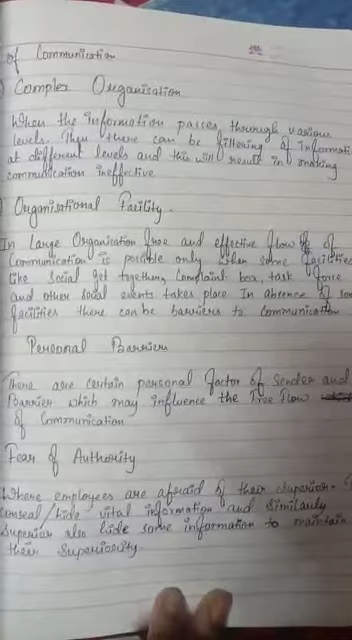 of Communication
) Complex Organisation
When the information passes through various
levels. Then there can be filtering of informati
at different levels and this will result in making
communication ineffective
) Organisational Facility.
In large Organisation free and effective flow of
Communication is possible only when some facilities
like Social get together, Complaint box, task force
and other social events takes place In absence of som
facilities there can be barriers to communication
Personal Barriers
There are certain personal factor of Sender and
Barrier which may influence the Free Flow
of Communication
Fear of Authority
Where employees are afraid of their Superior
conseal/hide vital information and similarly
Superior also hide some information to maintain
their Superiority.